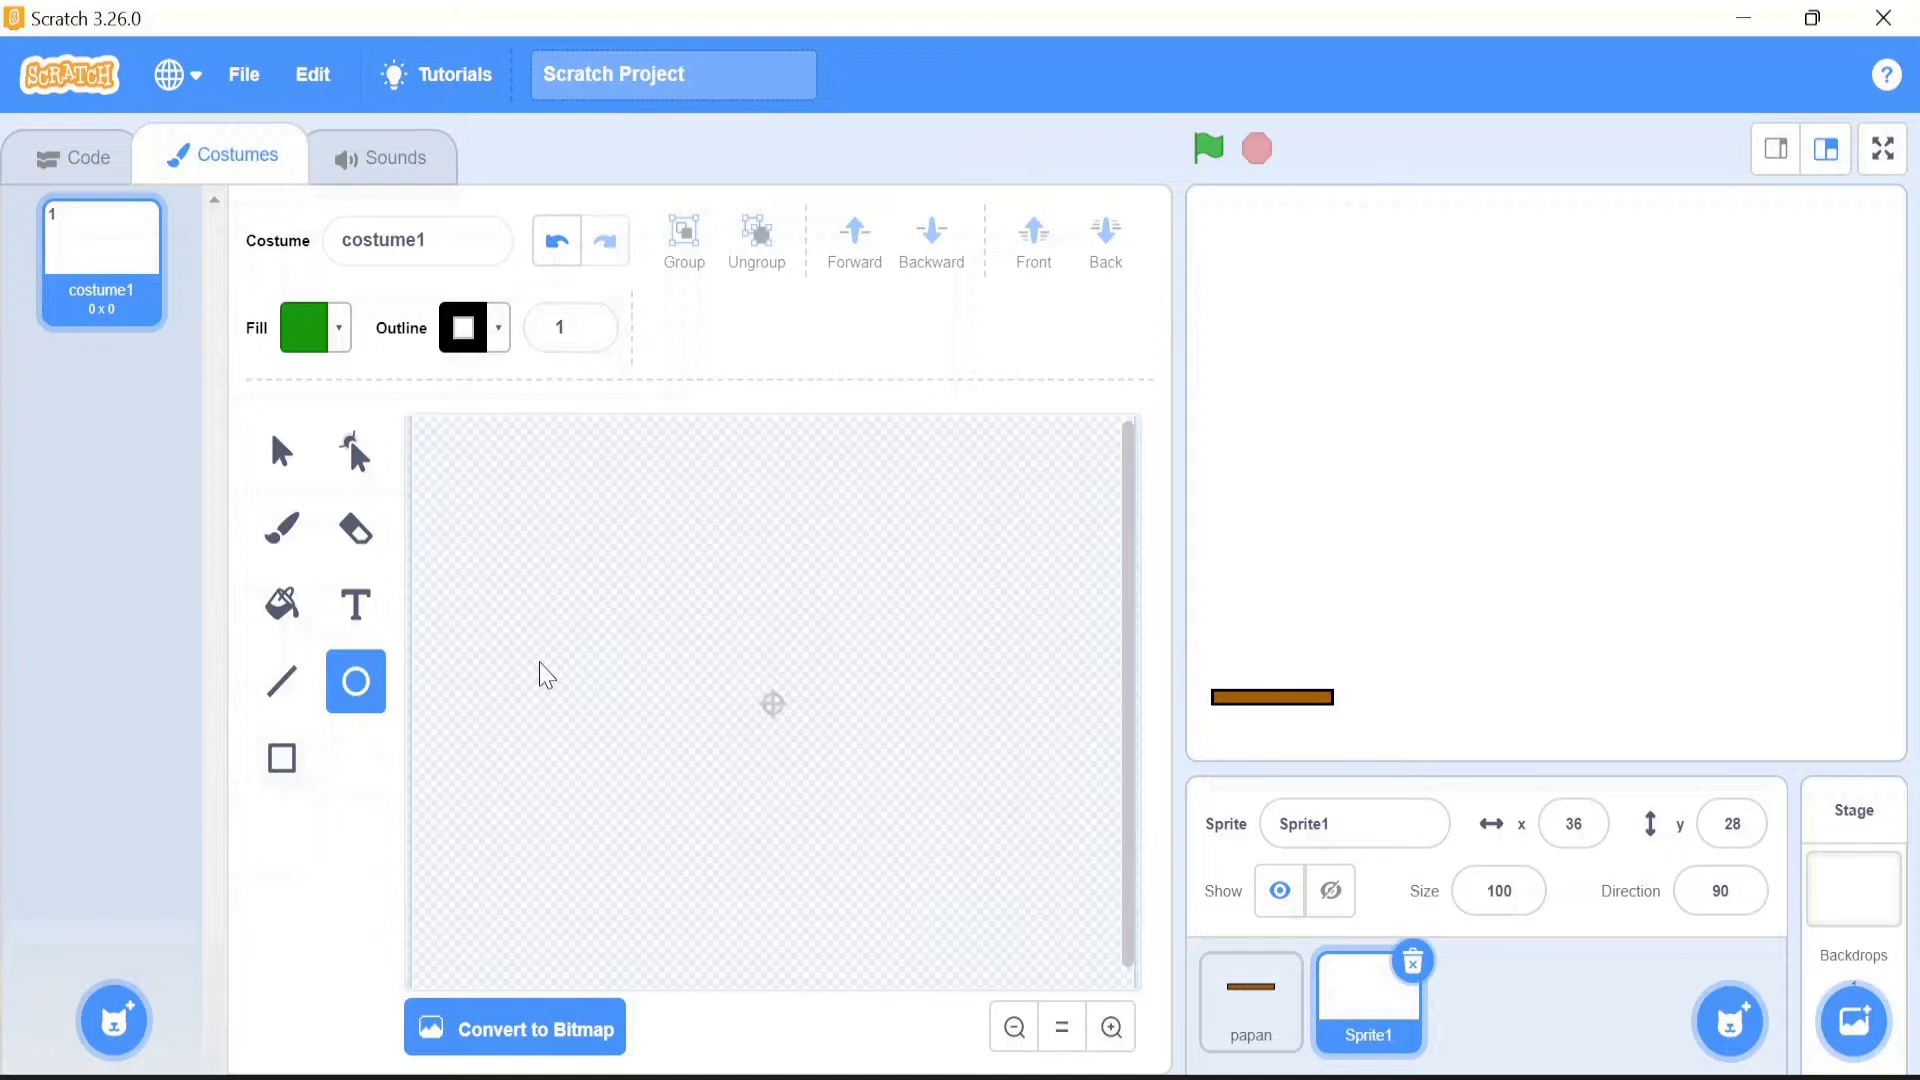 Scratch 3.26.0
SCRATCH
File
Edit
Tutorials
Scratch Project
?
Code
Costumes
Sounds
1
costume1
0 x 0
Costume
costume1
Group
Ungroup
Forward
Backward
Front
Back
Fill
Outline
1
T
Convert to Bitmap
=
Sprite
Sprite1
x
36
y
28
Show
Size
100
Direction
90
papan
Sprite1
Stage
Backdrops